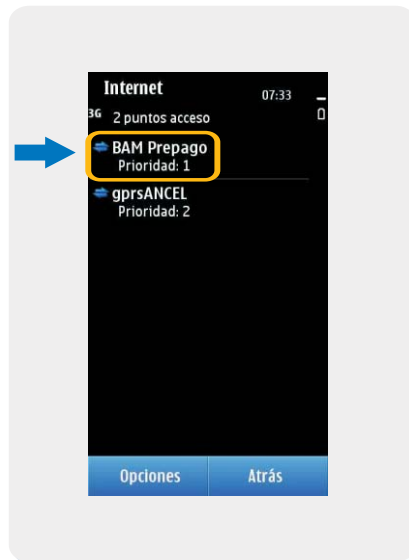 Internet
07:33
3G 2 puntos acceso
BAM Prepago
Prioridad: 1
gprsANCEL
Prioridad: 2
Opciones
Atrás